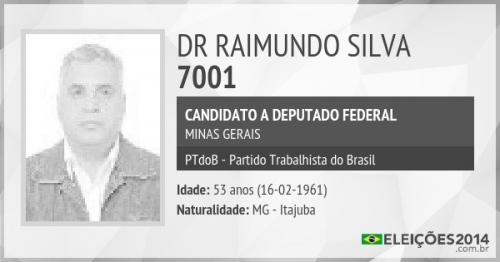 DR RAIMUNDO SILVA
7001
CANDIDATO A DEPUTADO FEDERAL
MINAS GERAIS
PTdoB - Partido Trabalhista do Brasil
Idade: 53 anos (16-02-1961)
Naturalidade: MG - Itajuba
ELEIÇÕES2014
.com.br